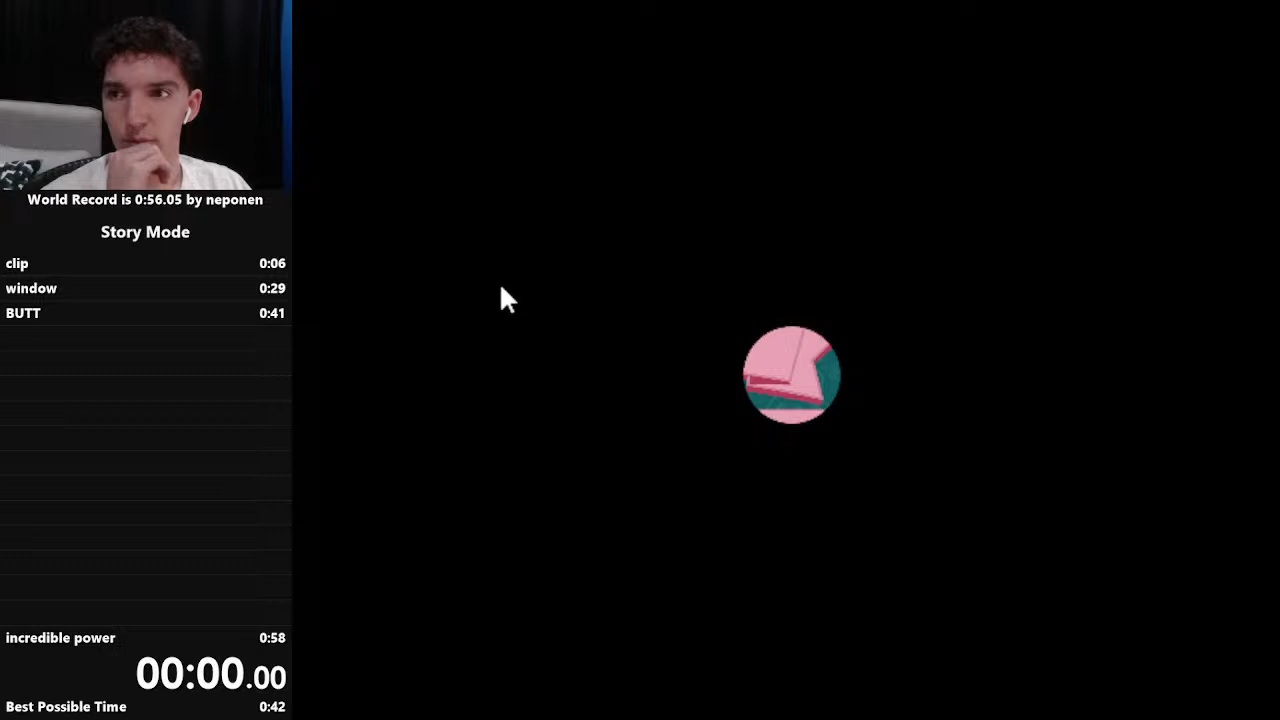 World Record is 0:56.05 by neponen
Story Mode
clip 0:06
window 0:29
BUTT 0:41
incredible power 0:58
00:00.00
Best Possible Time 0:42